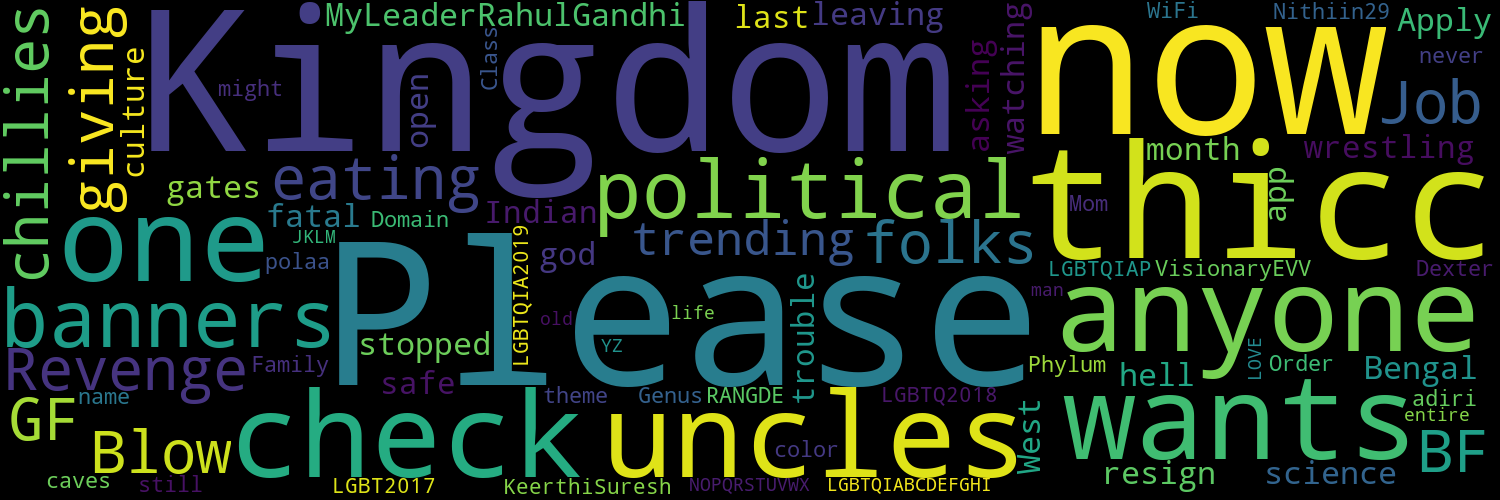 Kingdom
now
Please
thicc
MyLeaderRahulGandhi
last
leaving
WiFi
Nithiin29
Apply
never
chillies
giving
culture
might
open
Class
asking
watching
Job
wrestling
month
app
gates
eating
political
Indian
Mom
one
fatal
Domain
JKLM
polaa
LGBTQIA2019
god
trending
folks
LGBTQIAP
VisionaryEVV
Dexter
banners
man
anyone
old
life
YZ
trouble
stopped
Revenge
Family
safe
Phylum
hell
LOVE
Order
Bengal
name
theme
Genus
RANGDE
LGBTQ2018
GF
Blow
check
uncles
West
wants
adiri
entire
BF
color
caves
still
LGBT2017
KeerthiSuresh
NOPQRSTUVWX
LGBTQIABCDEFGHI
resign
science